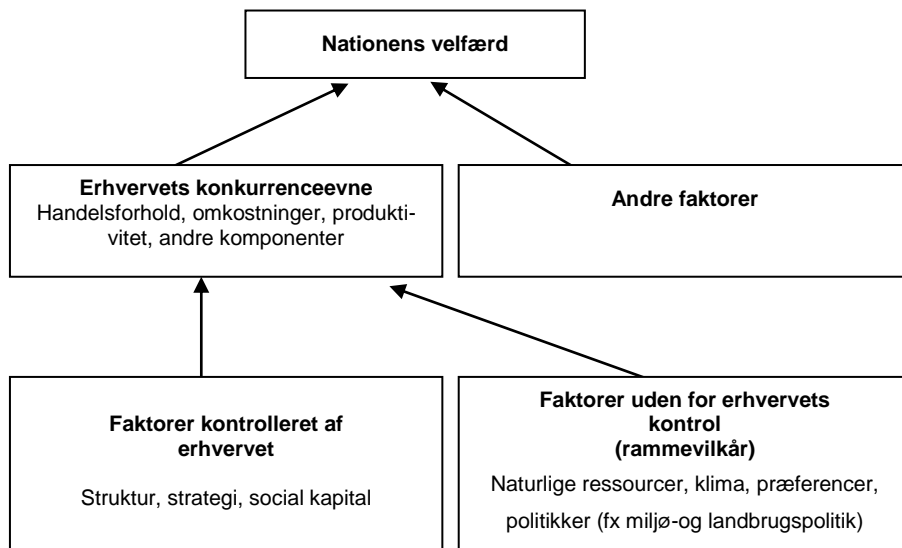 Nationens velfærd
Erhvervets konkurrenceevne
Handelsforhold, omkostninger, produkti-
vitet, andre komponenter
Andre faktorer
Faktorer kontrolleret af
erhvervet
Struktur, strategi, social kapital
Faktorer uden for erhvervets
kontrol
(rammevilkår)
Naturlige ressourcer, klima, præferencer,
politikker (fx miljø-og landbrugspolitik)